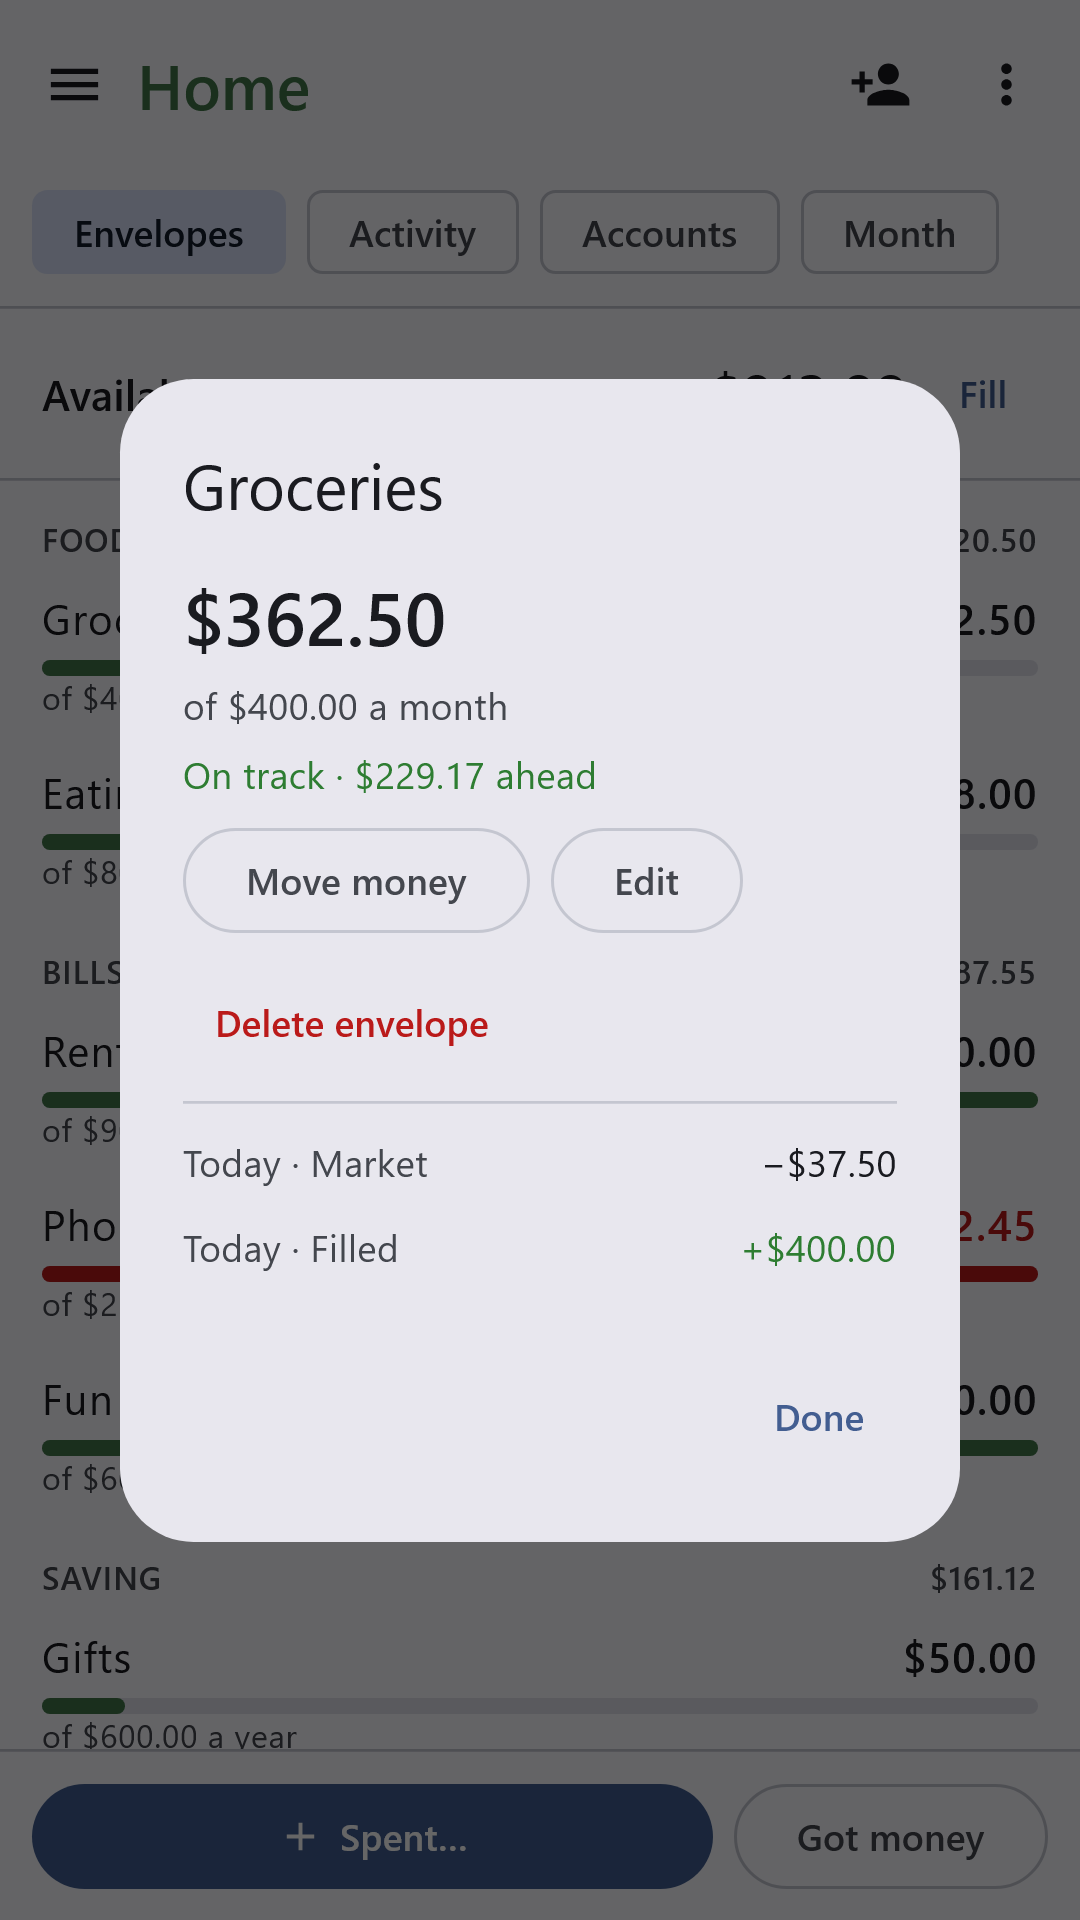 Home
Envelopes Activity Accounts Month
Fill
Groceries
$362.50
of $400.00 a month
On track · $229.17 ahead
Move money Edit
Delete envelope
Today · Market −$37.50
Today · Filled +$400.00
Done
SAVING $161.12
Gifts $50.00
of $600.00 a year
+ Spent... Got money